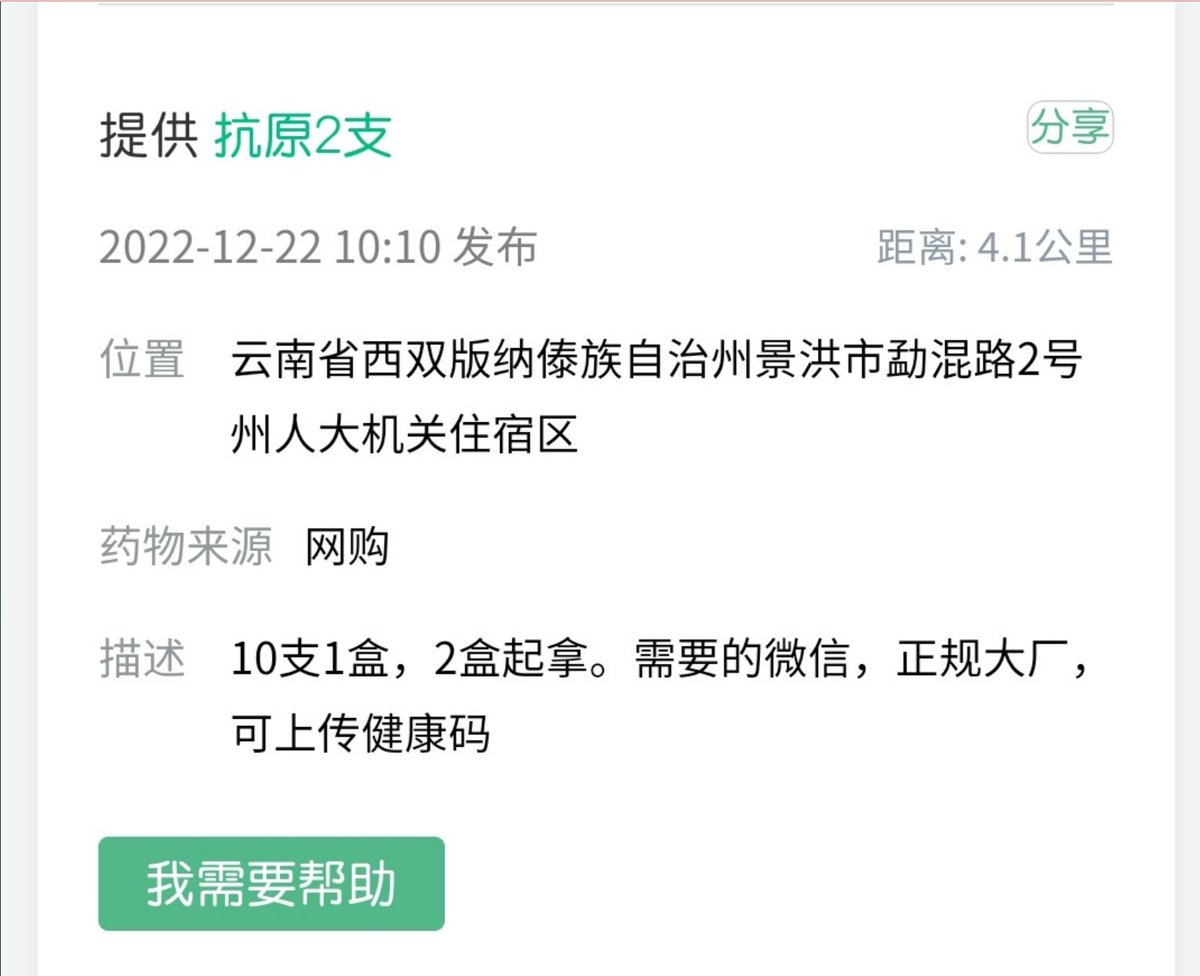 提供 抗原2支
分享
2022-12-22 10:10 发布
距离: 4.1公里
位置
云南省西双版纳傣族自治州景洪市勐混路2号
州人大机关住宿区
药物来源 网购
描述
10支1盒，2盒起拿。需要的微信，正规大厂，
可上传健康码
我需要帮助